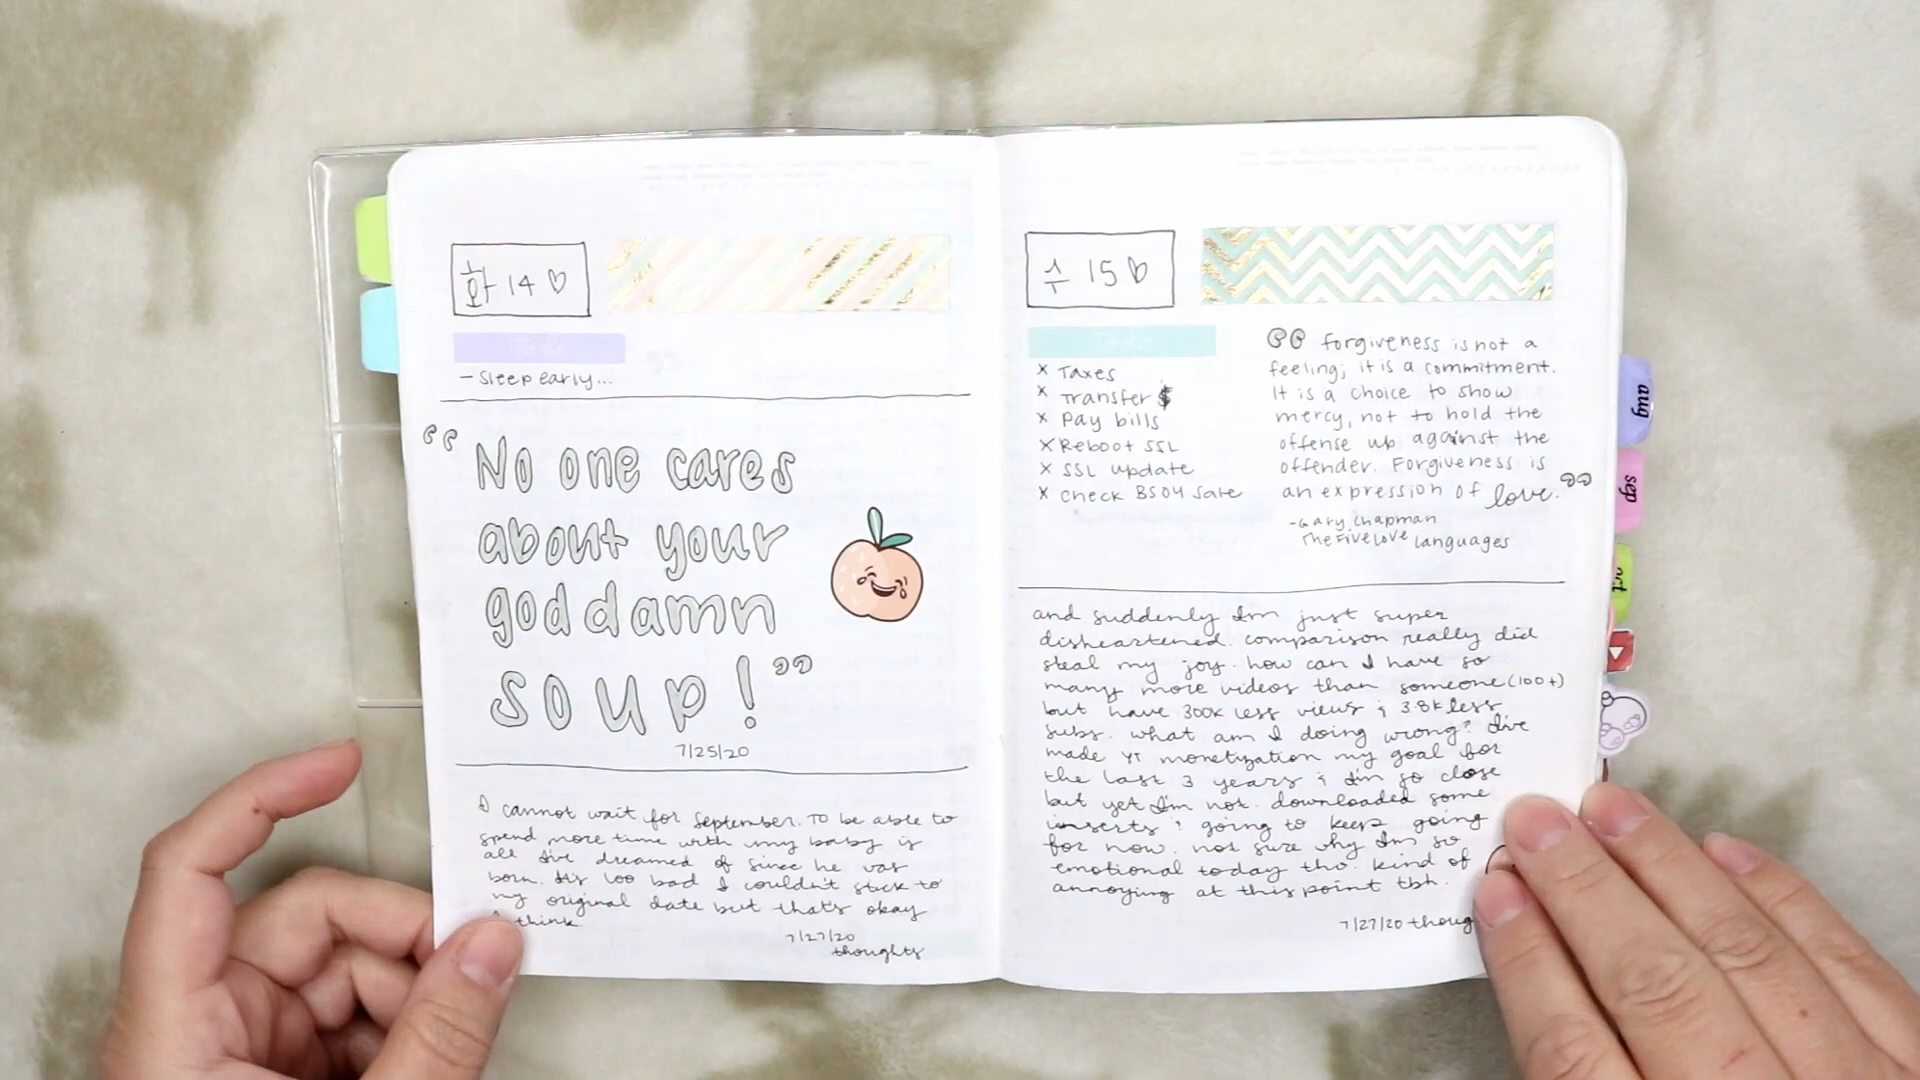 화 14 ♡
To do
- Sleep early...
“ No one cares
about your
goddamn
soup! ”
7/25/20
I cannot wait for September. To be able to
spend more time with my baby is
all I've dreamed of since he was
born. It's too bad I couldn't stick to
my original date but that's okay
I think.
7/27/20
thoughts
수 15 ♡
To do
x Taxes
x Transfer $
x Pay bills
x Reboot SSL
x SSL update
x Check BSO4 Sale
“ forgiveness is not a
feeling; it is a commitment.
It is a choice to show
mercy, not to hold the
offense up against the
offender. Forgiveness is
an expression of love. ”
- Gary Chapman
The Five Love Languages
and suddenly I'm just super
disheartened. comparison really did
steal my joy. how can I have so
many more videos than someone (100+)
but have 300k less views & 3.8k less
subs. what am I doing wrong? I've
made YT monetization my goal for
the last 3 years & I'm so close
but yet I'm not. downloaded some
inserts & going to keep going
for now. not sure why I'm so
emotional today tho. kind of
annoying at this point tbh.
7/27/20 thoug
aug
sep
oct